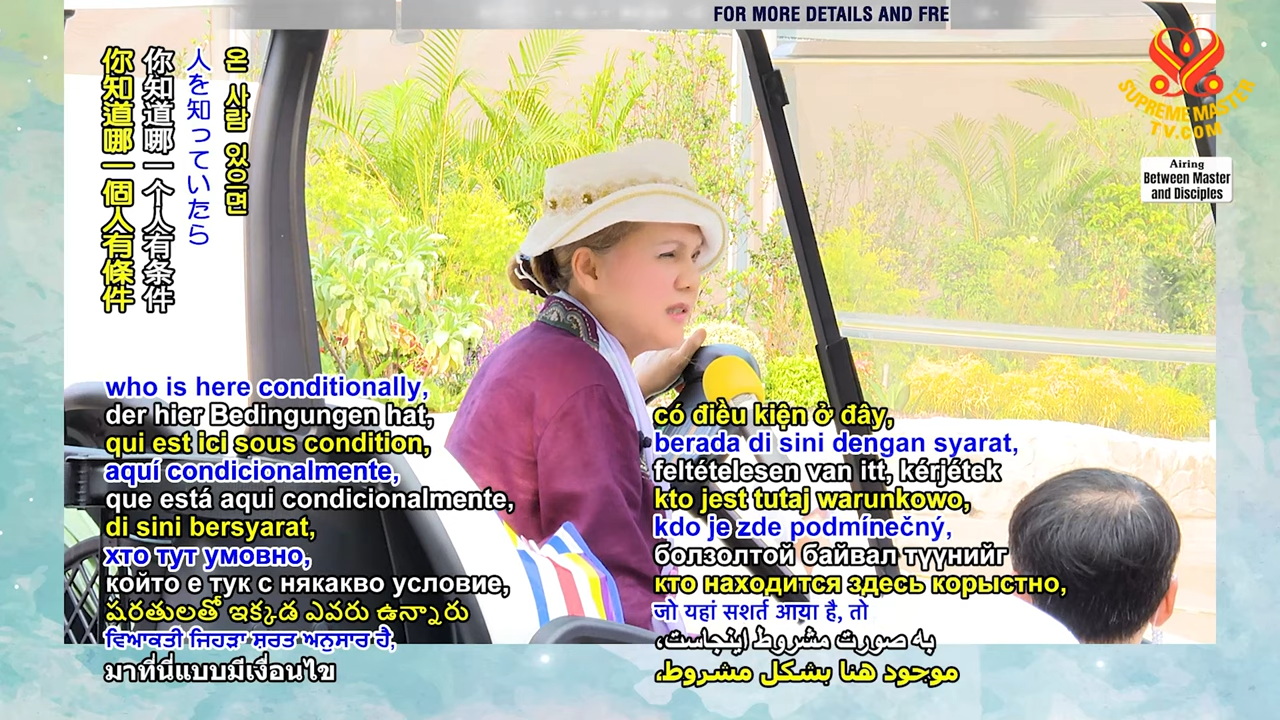 FOR MORE DETAILS AND FRE
SUPREME MASTER
TV.COM
Airing
Between Master
and Disciples
온 사람 있으면
人を知っていたら
你知道哪一个人有条件
你知道哪一個人有條件
who is here conditionally,
der hier Bedingungen hat,
qui est ici sous condition,
aquí condicionalmente,
que está aqui condicionalmente,
di sini bersyarat,
хто тут умовно,
който е тук с някакво условие,
షరతులతో ఇక్కడ ఎవరు ఉన్నారు
ਵਿਆਕਤੀ ਜਿਹੜਾ ਸ਼ਰਤ ਅਨੁਸਾਰ ਹੈ,
มาที่นี่แบบมีเงื่อนไข
có điều kiện ở đây,
berada di sini dengan syarat,
feltételesen van itt, kérjétek
kto jest tutaj warunkowo,
kdo je zde podmínečný,
болзолтой байвал түүнийг
кто находится здесь корыстно,
जो यहां सशर्त आया है, तो
به صورت مشروط اینجاست،
موجود هنا بشكل مشروط،